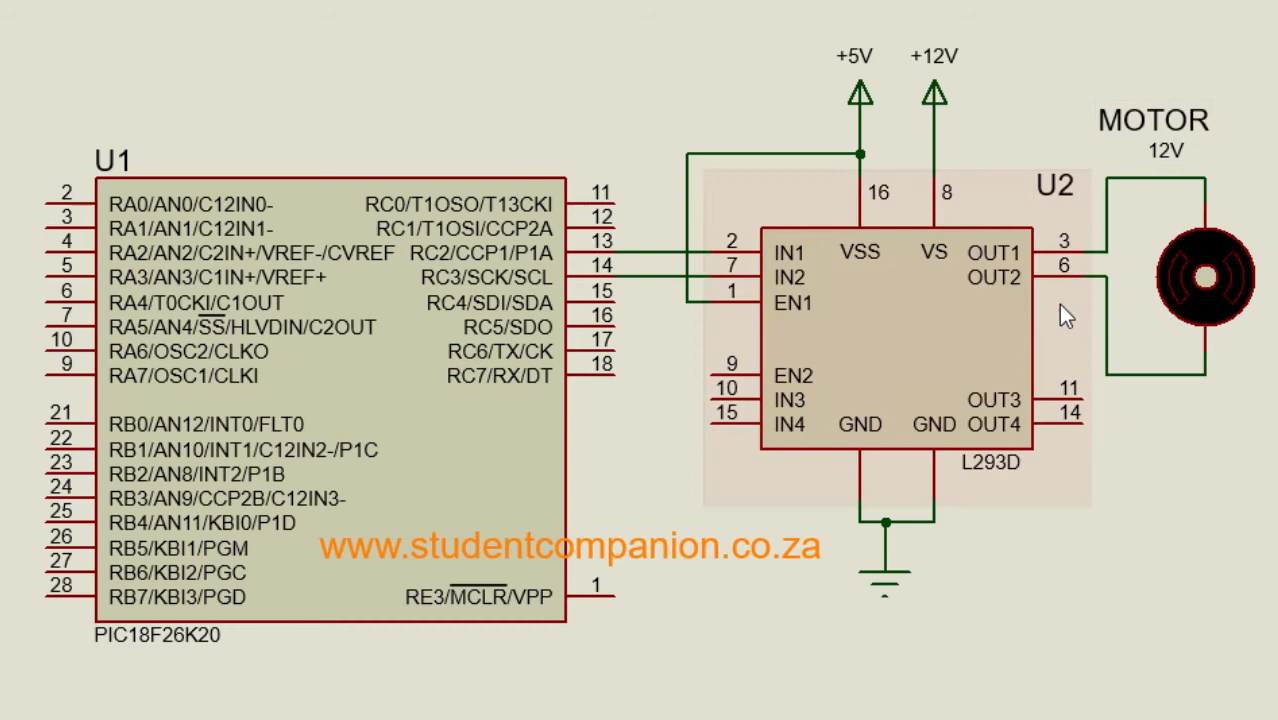 +5V +12V
MOTOR
12V
U1
U2
2 RA0/AN0/C12IN0- RC0/T1OSO/T13CKI 11
3 RA1/AN1/C12IN1- RC1/T1OSI/CCP2A 12
4 RA2/AN2/C2IN+/VREF-/CVREF RC2/CCP1/P1A 13
5 RA3/AN3/C1IN+/VREF+ RC3/SCK/SCL 14
6 RA4/T0CKI/C1OUT RC4/SDI/SDA 15
7 RA5/AN4/SS/HLVDIN/C2OUT RC5/SDO 16
10 RA6/OSC2/CLKO RC6/TX/CK 17
9 RA7/OSC1/CLKI RC7/RX/DT 18
21 RB0/AN12/INT0/FLT0
22 RB1/AN10/INT1/C12IN2-/P1C
23 RB2/AN8/INT2/P1B
24 RB3/AN9/CCP2B/C12IN3-
25 RB4/AN11/KBI0/P1D
26 RB5/KBI1/PGM
27 RB6/KBI2/PGC
28 RB7/KBI3/PGD RE3/MCLR/VPP 1
PIC18F26K20
16 8
2 IN1 VSS VS OUT1 3
7 IN2 OUT2 6
1 EN1
9 EN2
10 IN3 OUT3 11
15 IN4 GND GND OUT4 14
L293D
www.studentcompanion.co.za